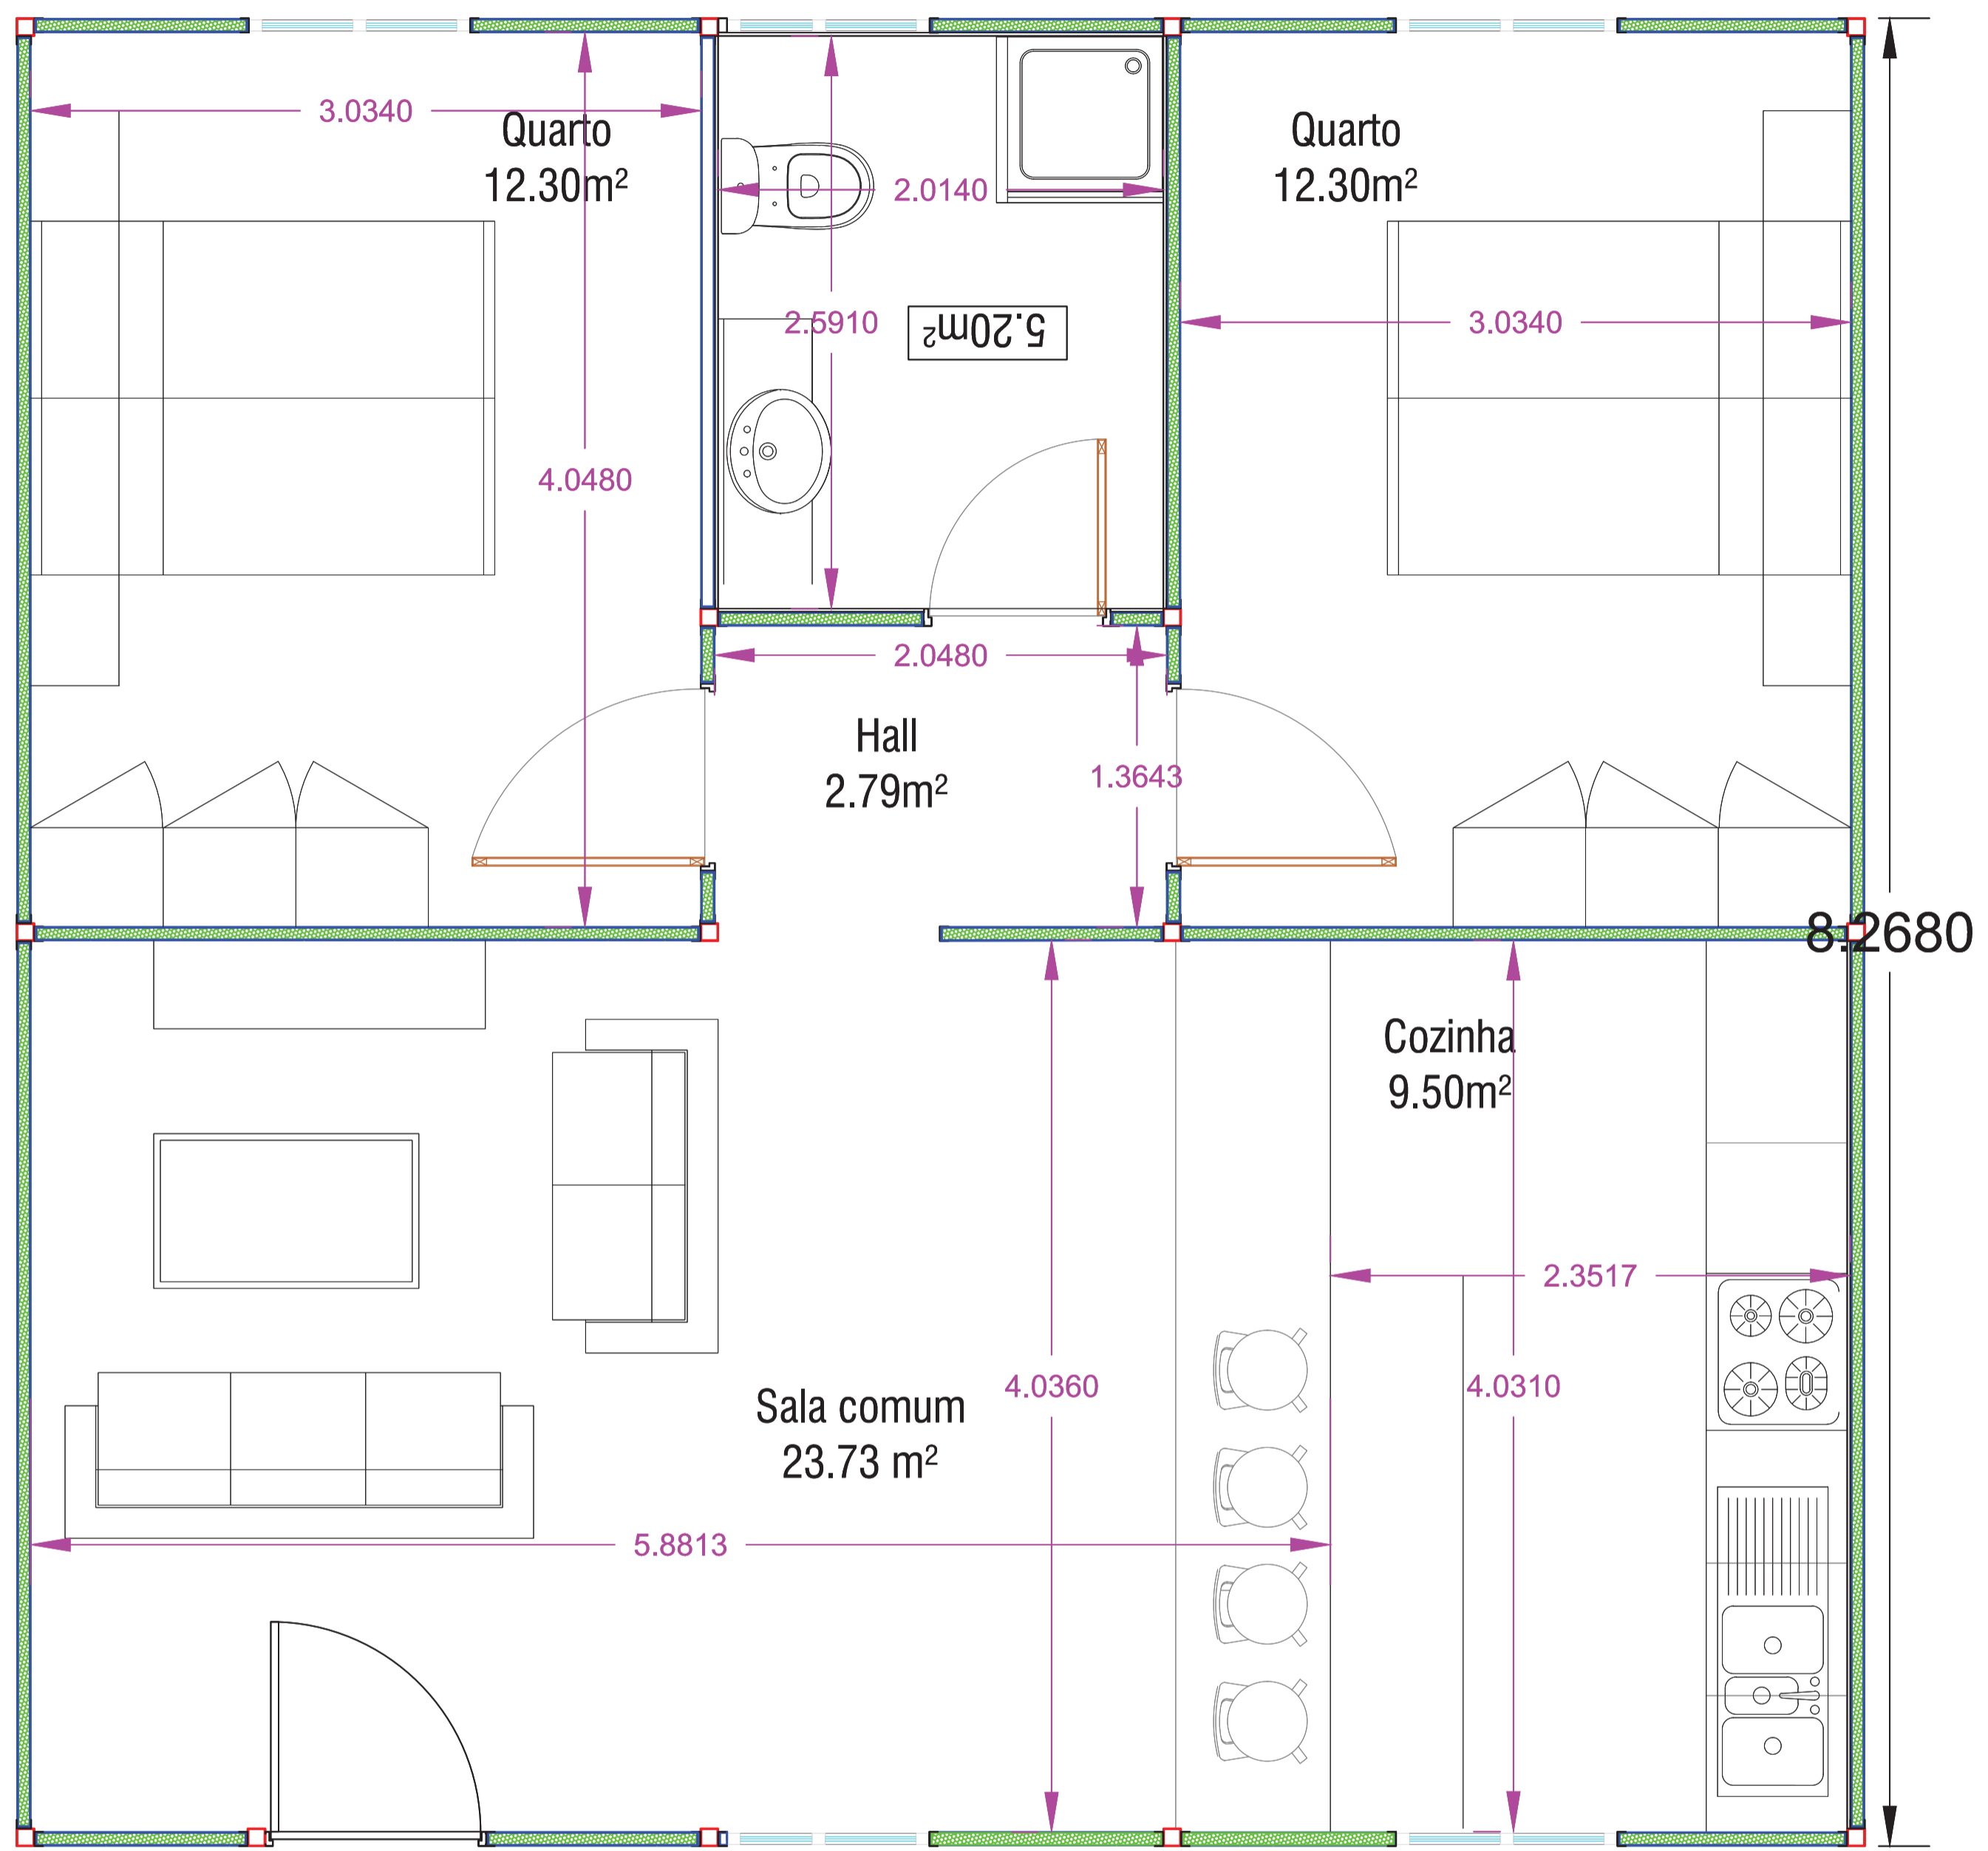 3.0340
Quarto
12.30m²
2.0140
Quarto
12.30m²
2.5910
5.20m²
3.0340
4.0480
2.0480
Hall
2.79m²
1.3643
8.2680
Cozinha
9.50m²
2.3517
Sala comum
23.73 m²
4.0360
4.0310
5.8813